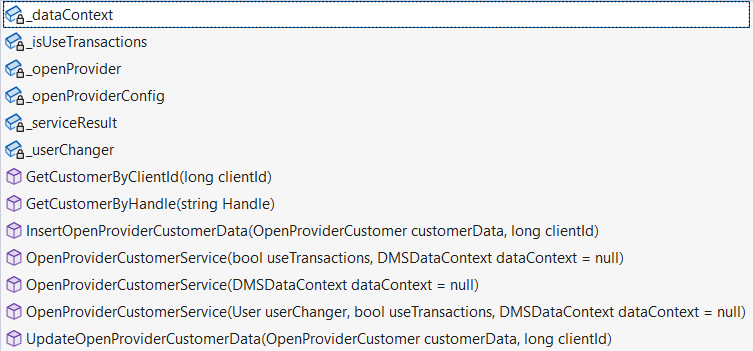 _dataContext
_isUseTransactions
_openProvider
_openProviderConfig
_serviceResult
_userChanger
GetCustomerByClientId(long clientId)
GetCustomerByHandle(string Handle)
InsertOpenProviderCustomerData(OpenProviderCustomer customerData, long clientId)
OpenProviderCustomerService(bool useTransactions, DMSDataContext dataContext = null)
OpenProviderCustomerService(DMSDataContext dataContext = null)
OpenProviderCustomerService(User userChanger, bool useTransactions, DMSDataContext dataContext = null)
UpdateOpenProviderCustomerData(OpenProviderCustomer customerData, long clientId)